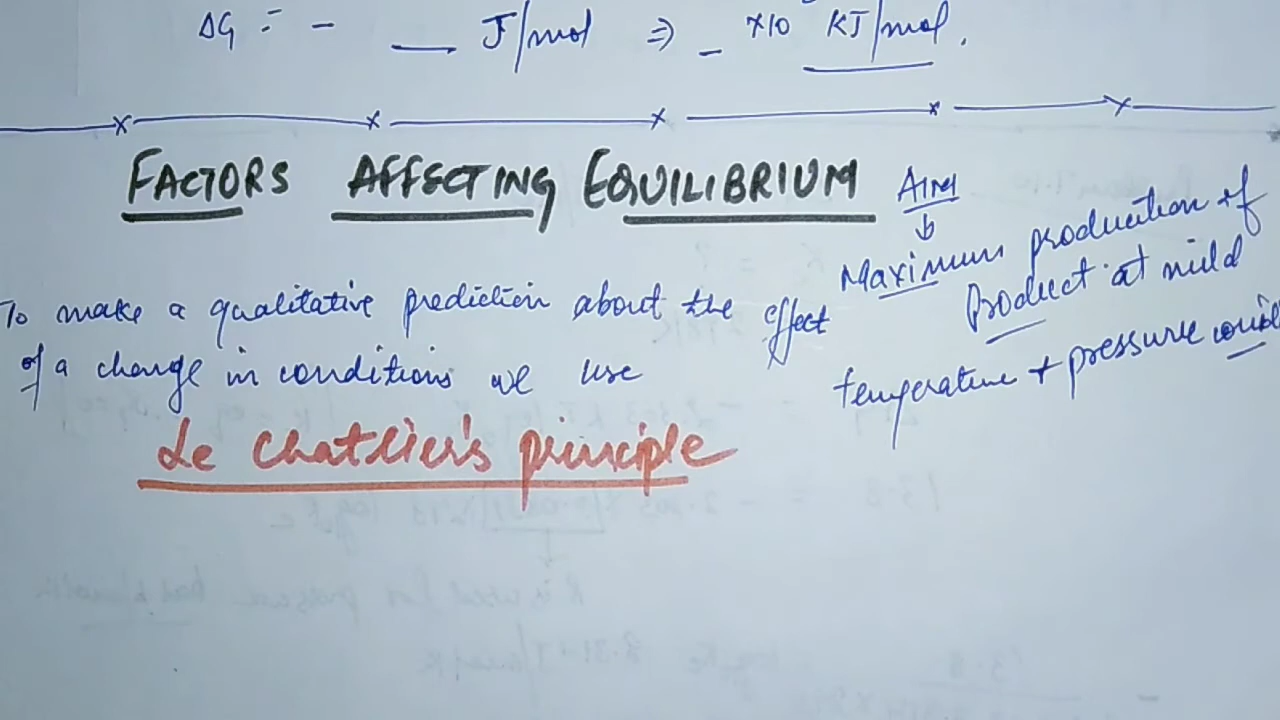 ΔG = - __ J/mol ⇒ _ ×10 KJ/mol.
FACTORS AFFECTING EQUILIBRIUM
AIM
↓
Maximum production of
Product at mild
temperature + pressure
To make a qualitative prediction about the effect
of a change in conditions we use
Le Chatlier's principle